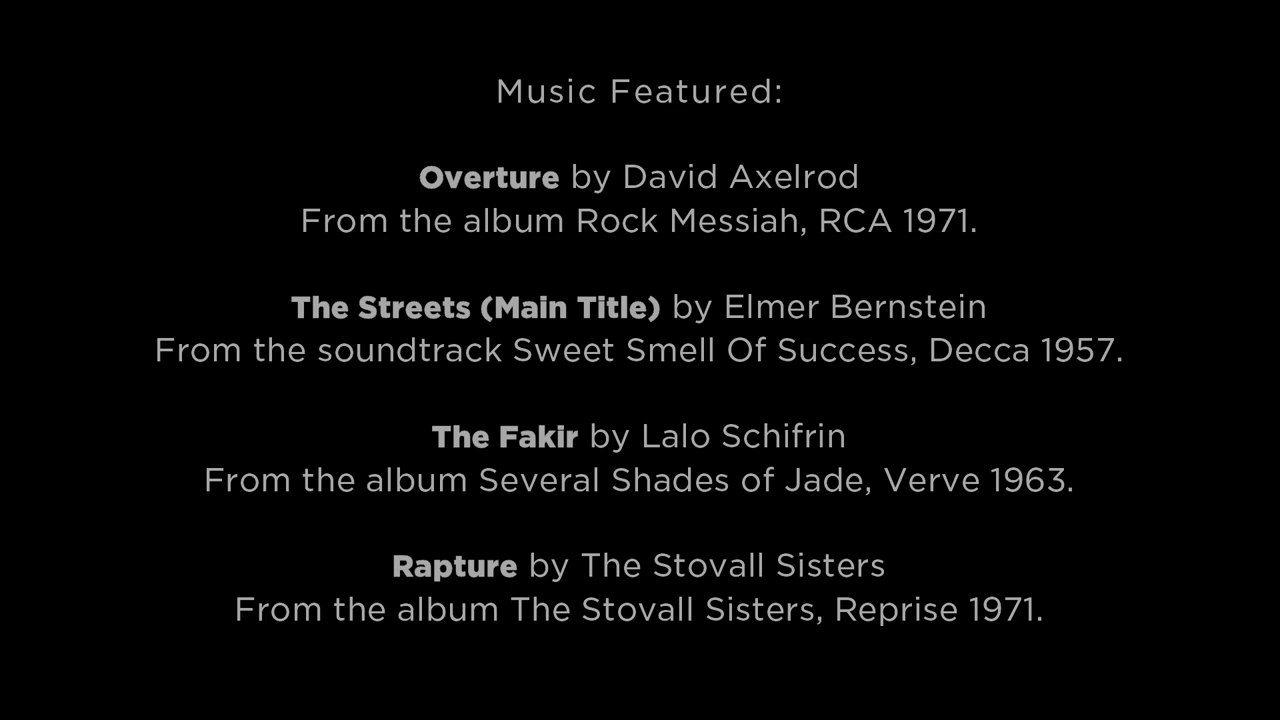 Music Featured:
Overture by David Axelrod
From the album Rock Messiah, RCA 1971.
The Streets (Main Title) by Elmer Bernstein
From the soundtrack Sweet Smell Of Success, Decca 1957.
The Fakir by Lalo Schifrin
From the album Several Shades of Jade, Verve 1963.
Rapture by The Stovall Sisters
From the album The Stovall Sisters, Reprise 1971.